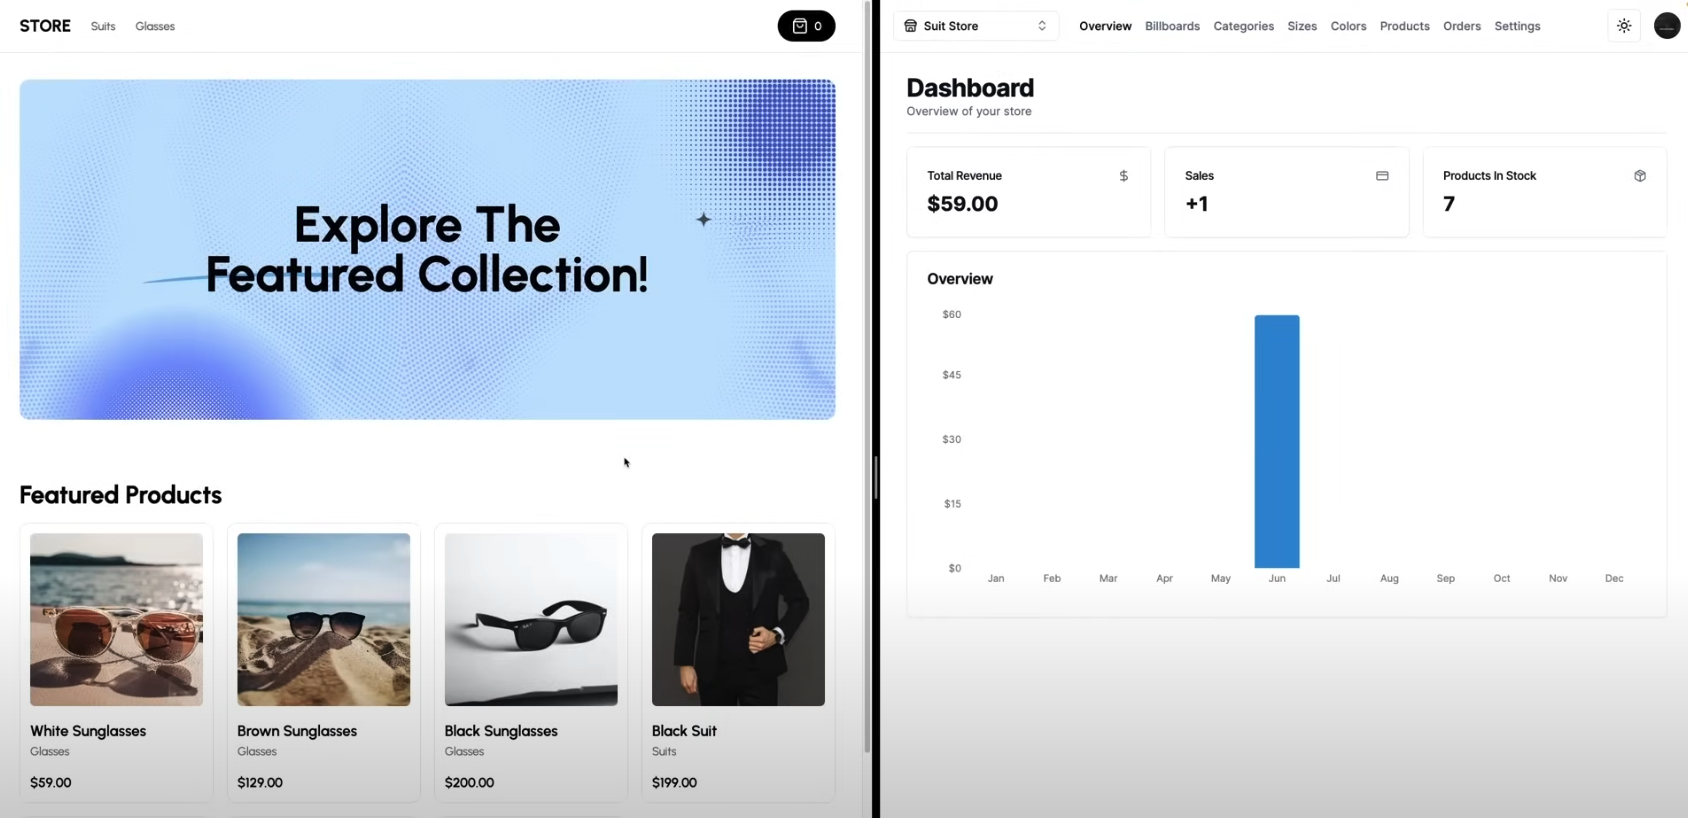 STORE Suits Glasses 0
Explore The
Featured Collection!
Featured Products
White Sunglasses
Glasses
$59.00
Brown Sunglasses
Glasses
$129.00
Black Sunglasses
Glasses
$200.00
Black Suit
Suits
$199.00
Suit Store Overview Billboards Categories Sizes Colors Products Orders Settings
Dashboard
Overview of your store
Total Revenue
$59.00
Sales
+1
Products In Stock
7
Overview
$60
$45
$30
$15
$0
Jan Feb Mar Apr May Jun Jul Aug Sep Oct Nov Dec